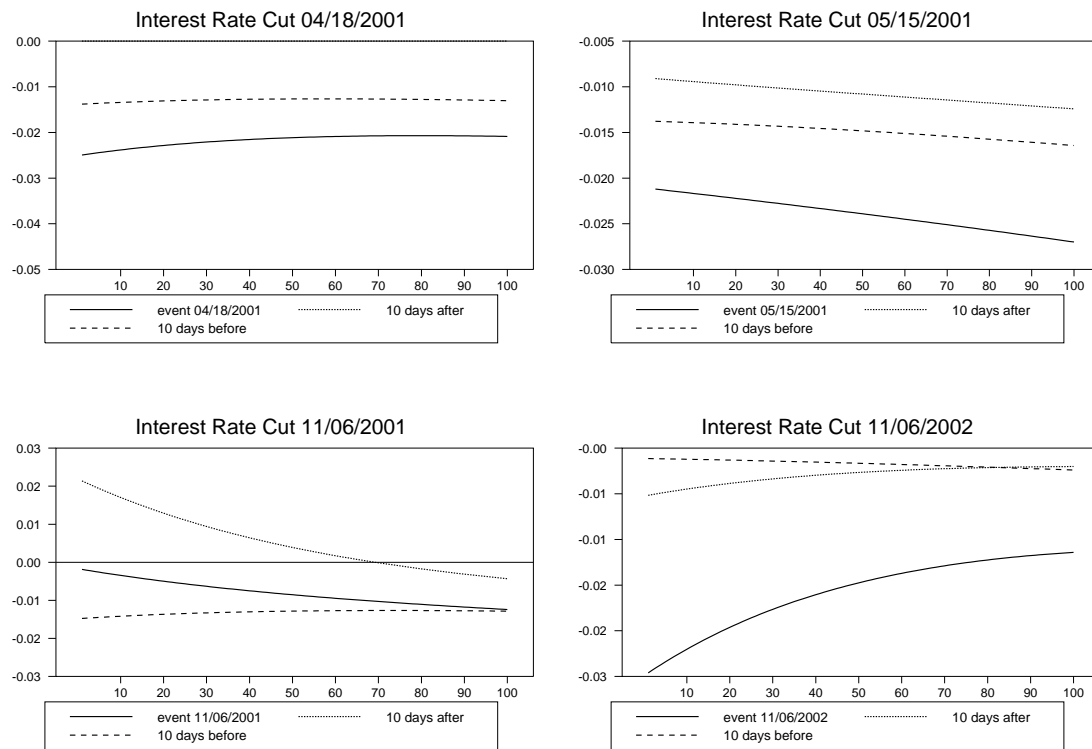 Interest Rate Cut 04/18/2001
0.00
-0.01
-0.02
-0.03
-0.04
-0.05
10 20 30 40 50 60 70 80 90 100
event 04/18/2001 10 days after
10 days before
Interest Rate Cut 05/15/2001
-0.005
-0.010
-0.015
-0.020
-0.025
-0.030
10 20 30 40 50 60 70 80 90 100
event 05/15/2001 10 days after
10 days before
Interest Rate Cut 11/06/2001
0.03
0.02
0.01
0.00
-0.01
-0.02
-0.03
10 20 30 40 50 60 70 80 90 100
event 11/06/2001 10 days after
10 days before
Interest Rate Cut 11/06/2002
-0.00
-0.01
-0.01
-0.02
-0.02
-0.03
10 20 30 40 50 60 70 80 90 100
event 11/06/2002 10 days after
10 days before